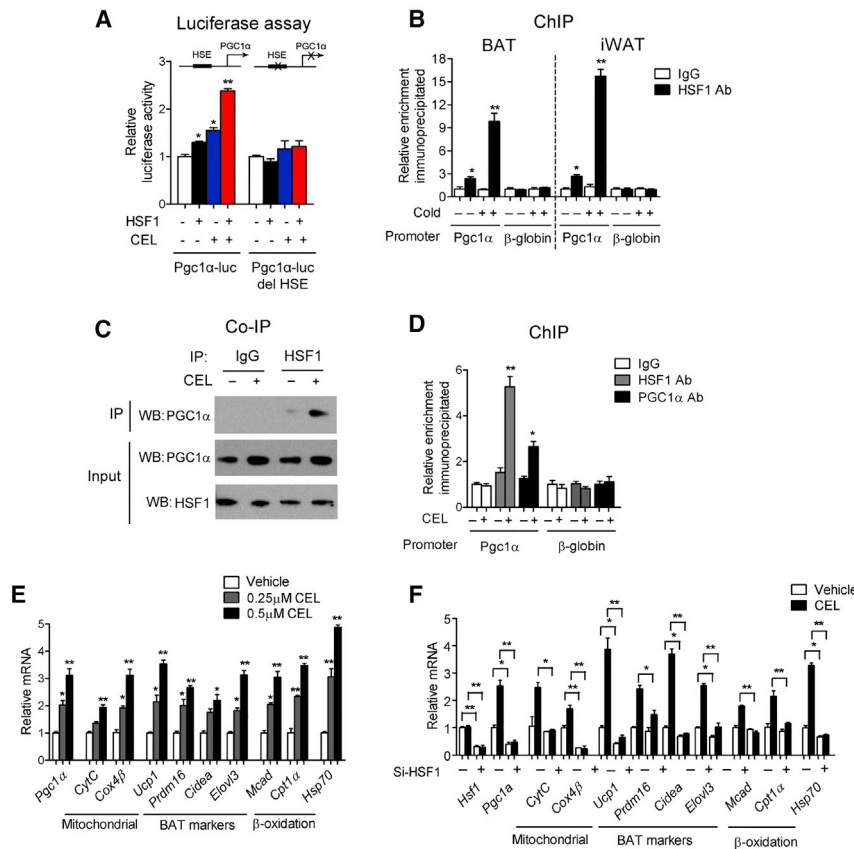 A
Luciferase assay
HSE
PGC1α
HSE
PGC1α
Relative
luciferase activity
4
3
2
1
0
*
*
**
HSF1 - + - + - + - +
CEL - - + + - - + +
Pgc1α-luc
Pgc1α-luc
del HSE
B
ChIP
BAT
iWAT
IgG
HSF1 Ab
Relative enrichment
immunoprecipitated
18
15
12
9
6
3
0
*
**
*
**
Cold – – + + – – + + – – + + – – + +
Promoter
Pgc1α
β-globin
Pgc1α
β-globin
C
Co-IP
IP: IgG HSF1
CEL – + – +
IP
WB: PGC1α
Input
WB: PGC1α
WB: HSF1
D
ChIP
IgG
HSF1 Ab
PGC1α Ab
Relative enrichment
immunoprecipitated
6
4
2
0
**
*
CEL – + – + – + – + – + – +
Promoter
Pgc1α
β-globin
E
Vehicle
0.25µM CEL
0.5µM CEL
Relative mRNA
5
4
3
2
1
0
* ** ** * ** * ** * ** * * ** * ** ** ** * **
Pgc1α CytC Cox4β Ucp1 Prdm16 Cidea Elovl3 Mcad Cpt1α Hsp70
Mitochondrial
BAT markers
β-oxidation
F
Vehicle
CEL
Relative mRNA
5
4
3
2
1
0
Si-HSF1 – + – + – + – + – + – + – + – + – + – + – +
Hsf1 Pgc1a CytC Cox4β Ucp1 Prdm16 Cidea Elovl3 Mcad Cpt1α Hsp70
Mitochondrial
BAT markers
β-oxidation